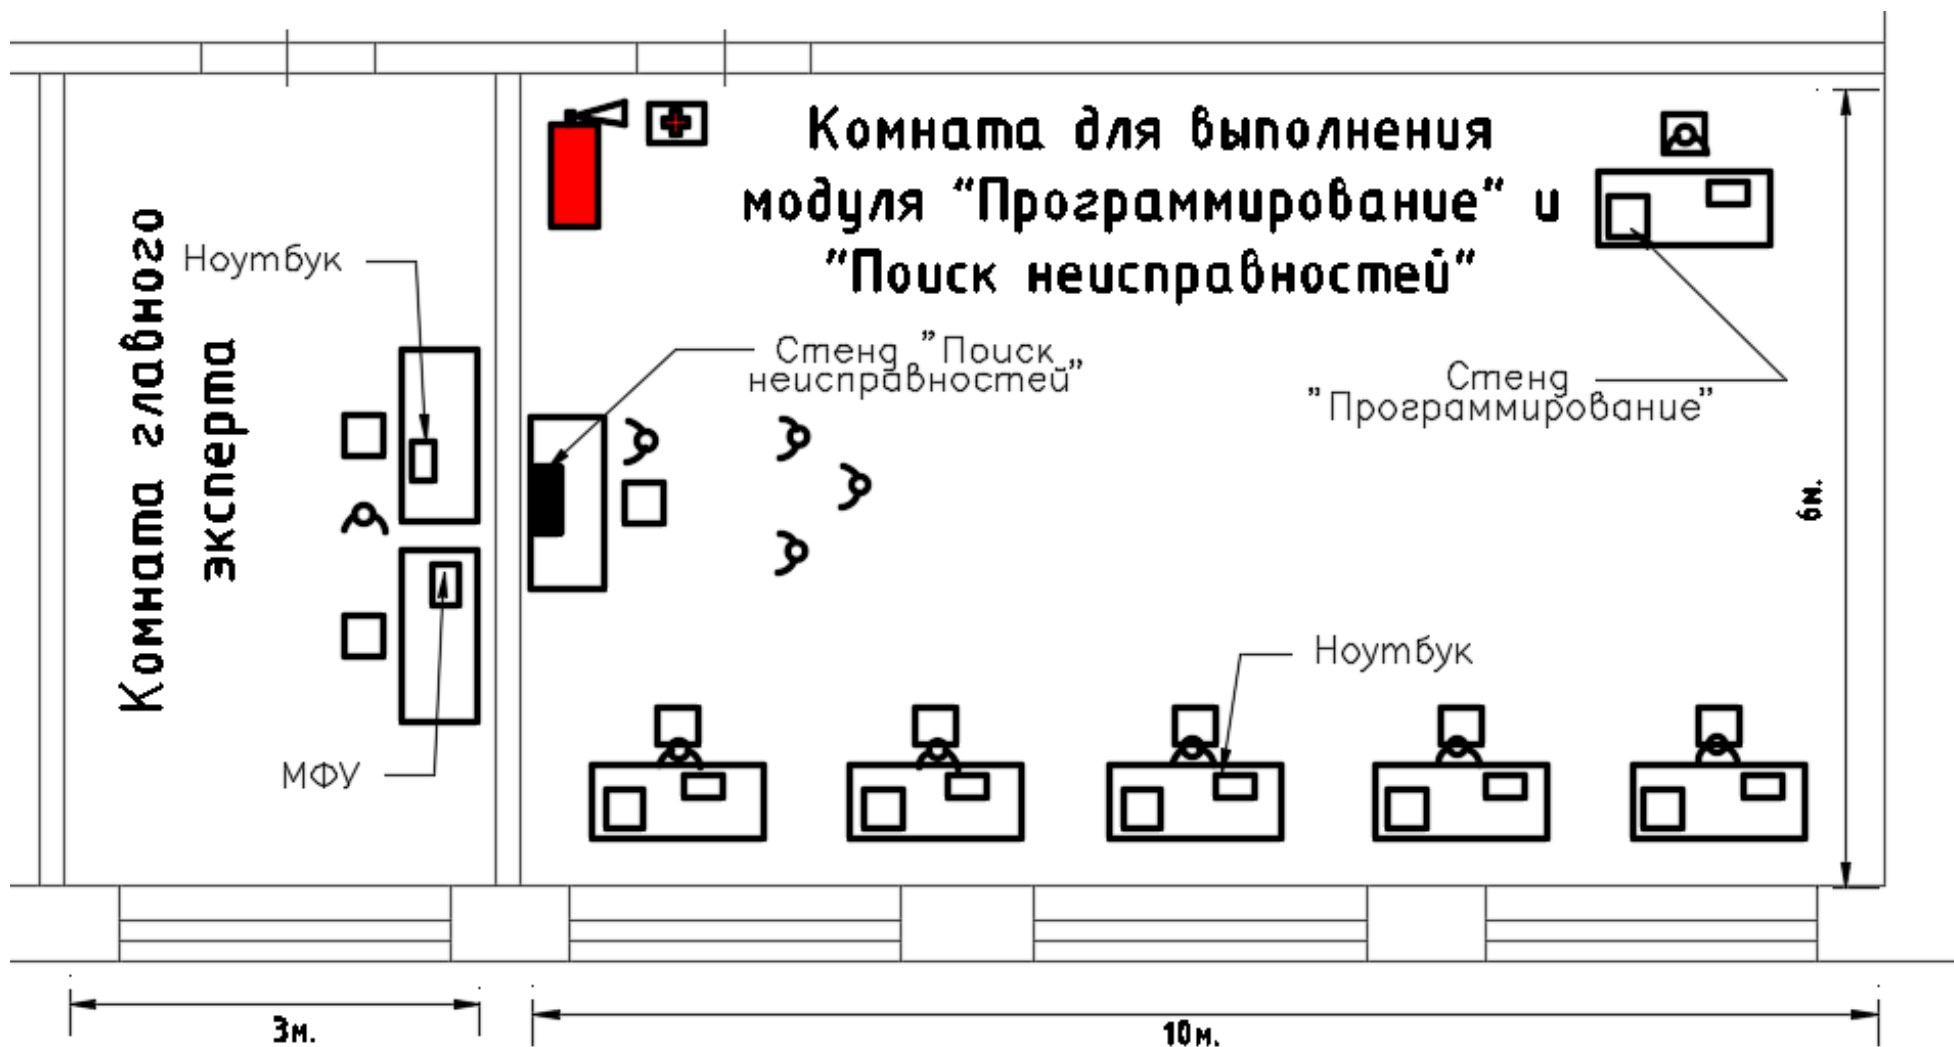 Комната для выполнения
модуля "Программирование" и
"Поиск неисправностей"
Комната главного
эксперта
Ноутбук
Стенд "Поиск
неисправностей"
Стенд
"Программирование"
6м.
Ноутбук
МФУ
3м.
10м.